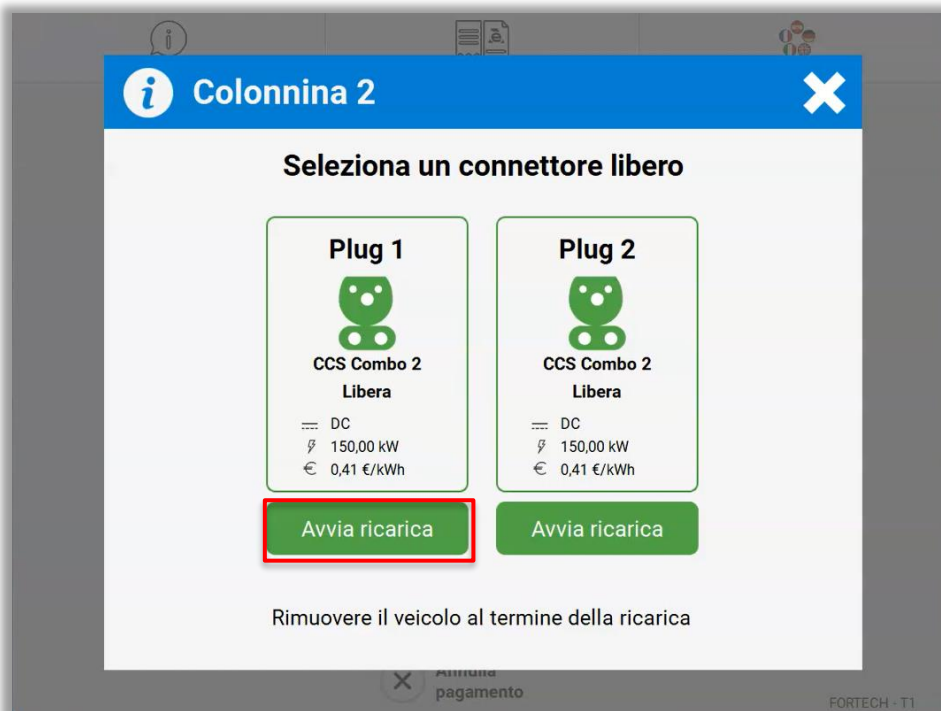 Colonnina 2
Seleziona un connettore libero
Plug 1
CCS Combo 2
Libera
DC
150,00 kW
0,41 €/kWh
Avvia ricarica
Plug 2
CCS Combo 2
Libera
DC
150,00 kW
0,41 €/kWh
Avvia ricarica
Rimuovere il veicolo al termine della ricarica
Annulla
pagamento
FORTECH - T1